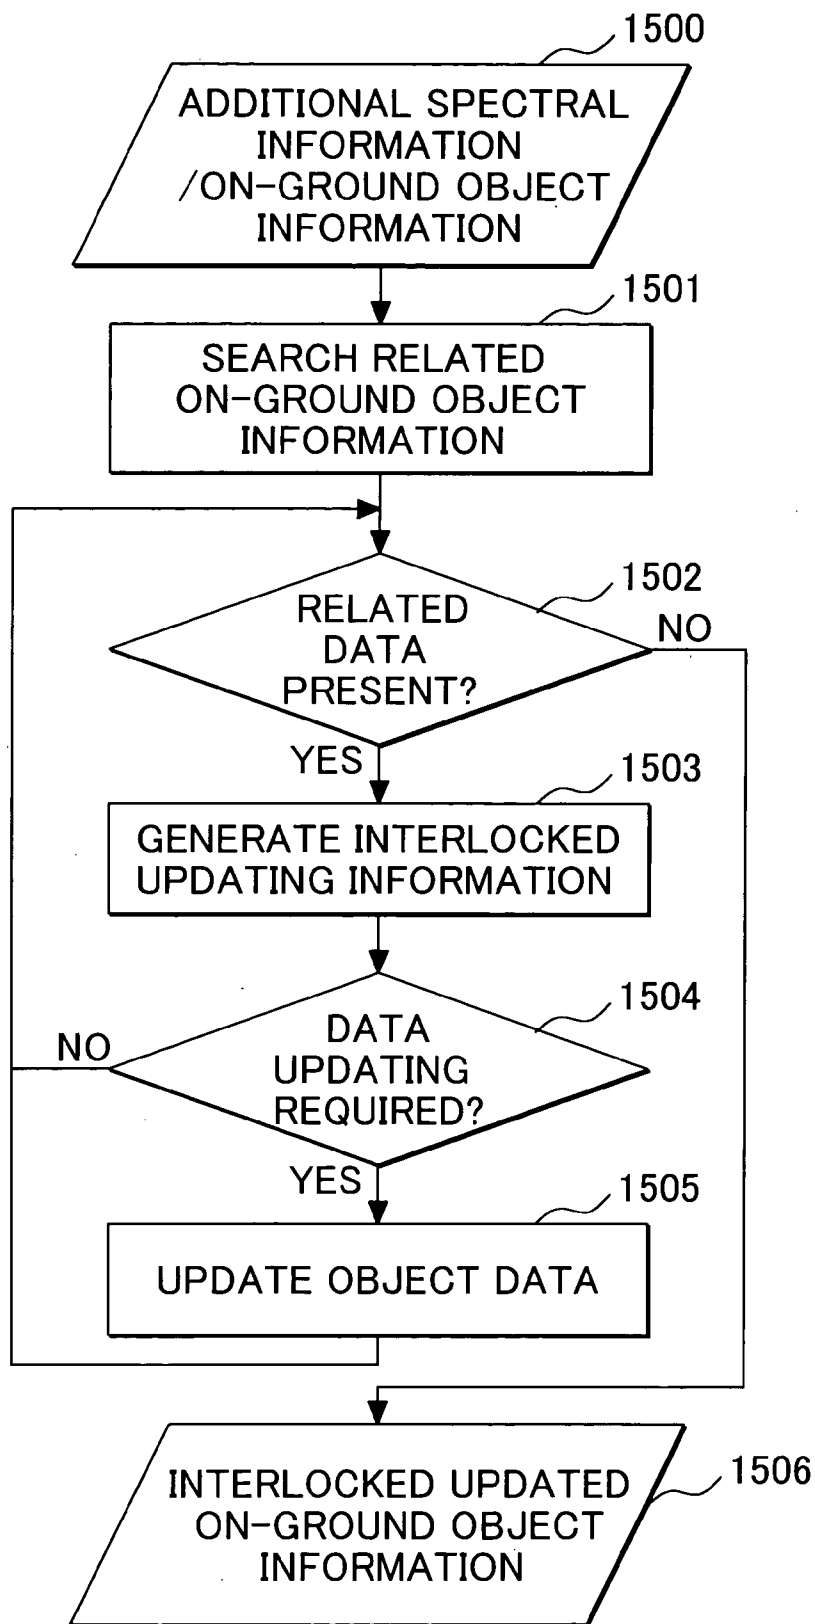 1500
ADDITIONAL SPECTRAL
INFORMATION
/ON-GROUND OBJECT
INFORMATION
1501
SEARCH RELATED
ON-GROUND OBJECT
INFORMATION
1502
RELATED
DATA
PRESENT?
NO
YES
1503
GENERATE INTERLOCKED
UPDATING INFORMATION
1504
DATA
UPDATING
REQUIRED?
NO
YES
1505
UPDATE OBJECT DATA
1506
INTERLOCKED UPDATED
ON-GROUND OBJECT
INFORMATION